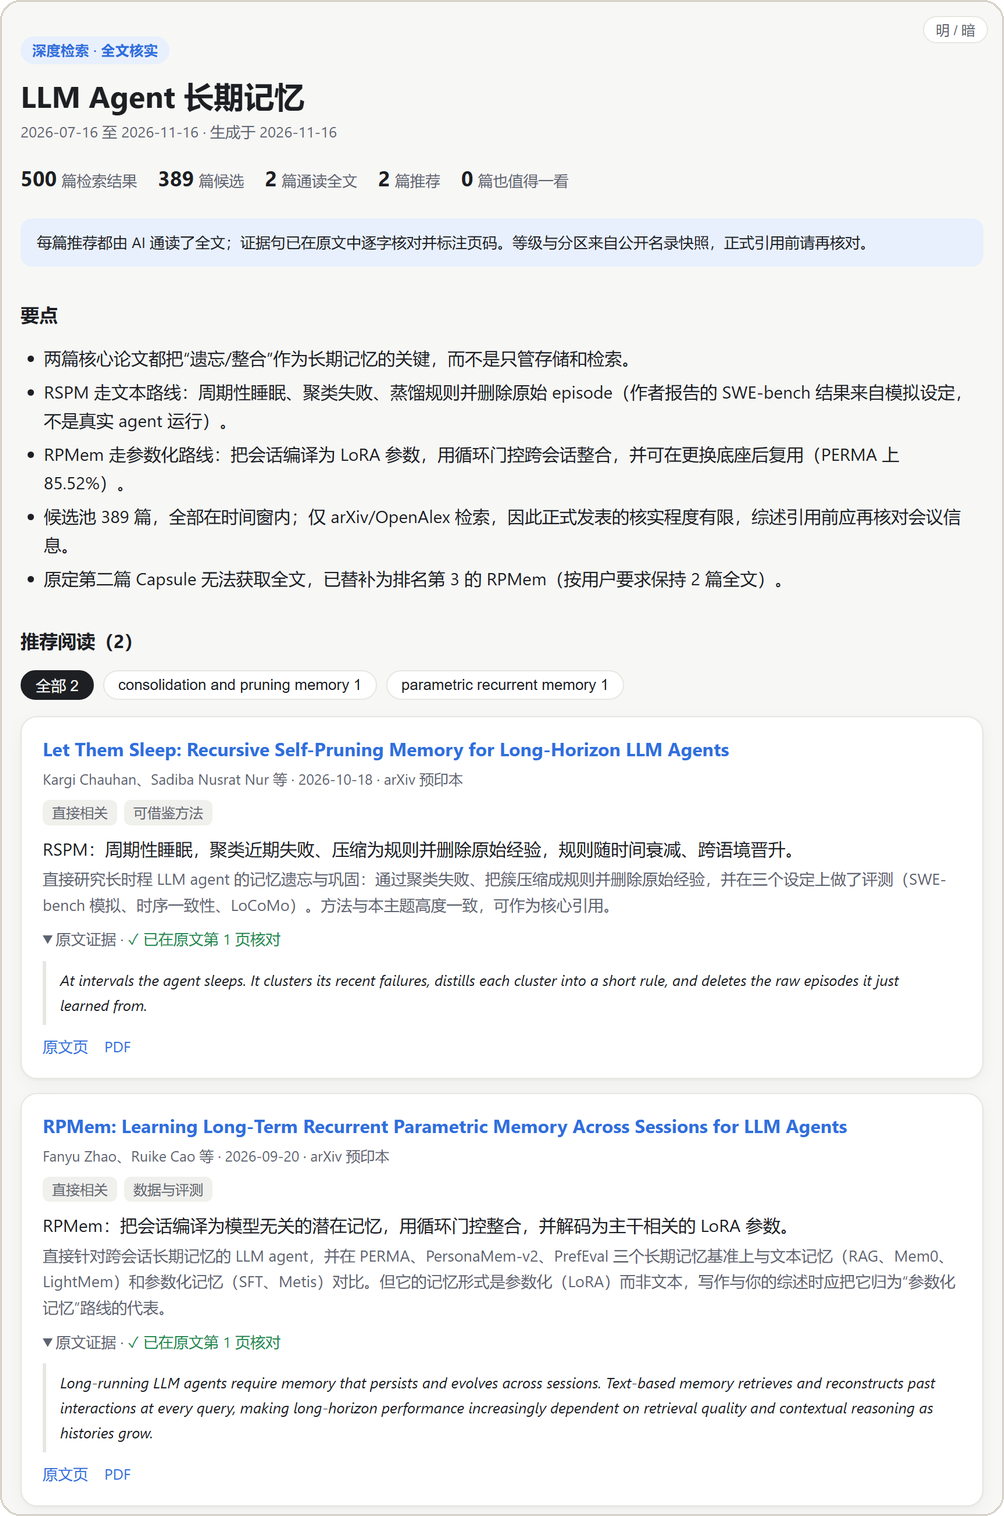 明 / 暗
深度检索 · 全文核实
LLM Agent 长期记忆
2026-07-16 至 2026-11-16 · 生成于 2026-11-16
500 篇检索结果 389 篇候选 2 篇通读全文 2 篇推荐 0 篇也值得一看
每篇推荐都由 AI 通读了全文；证据句已在原文中逐字核对并标注页码。等级与分区来自公开名录快照，正式引用前请再核对。
要点
• 两篇核心论文都把“遗忘/整合”作为长期记忆的关键，而不是只管存储和检索。
• RSPM 走文本路线：周期性睡眠、聚类失败、蒸馏规则并删除原始 episode（作者报告的 SWE-bench 结果来自模拟设定，
不是真实 agent 运行）。
• RPMem 走参数化路线：把会话编译为 LoRA 参数，用循环门控跨会话整合，并可在更换底座后复用（PERMA 上
85.52%）。
• 候选池 389 篇，全部在时间窗内；仅 arXiv/OpenAlex 检索，因此正式发表的核实程度有限，综述引用前应再核对会议信
息。
• 原定第二篇 Capsule 无法获取全文，已替补为排名第 3 的 RPMem（按用户要求保持 2 篇全文）。
推荐阅读（2）
全部 2 consolidation and pruning memory 1 parametric recurrent memory 1
Let Them Sleep: Recursive Self-Pruning Memory for Long-Horizon LLM Agents
Kargi Chauhan、Sadiba Nusrat Nur 等 · 2026-10-18 · arXiv 预印本
直接相关 可借鉴方法
RSPM：周期性睡眠，聚类近期失败、压缩为规则并删除原始经验，规则随时间衰减、跨语境晋升。
直接研究长时程 LLM agent 的记忆遗忘与巩固：通过聚类失败、把簇压缩成规则并删除原始经验，并在三个设定上做了评测（SWE-
bench 模拟、时序一致性、LoCoMo）。方法与本主题高度一致，可作为核心引用。
▼原文证据 · ✓ 已在原文第 1 页核对
At intervals the agent sleeps. It clusters its recent failures, distills each cluster into a short rule, and deletes the raw episodes it just
learned from.
原文页 PDF
RPMem: Learning Long-Term Recurrent Parametric Memory Across Sessions for LLM Agents
Fanyu Zhao、Ruike Cao 等 · 2026-09-20 · arXiv 预印本
直接相关 数据与评测
RPMem：把会话编译为模型无关的潜在记忆，用循环门控整合，并解码为主干相关的 LoRA 参数。
直接针对跨会话长期记忆的 LLM agent，并在 PERMA、PersonaMem-v2、PrefEval 三个长期记忆基准上与文本记忆（RAG、Mem0、
LightMem）和参数化记忆（SFT、Metis）对比。但它的记忆形式是参数化（LoRA）而非文本，写作与你的综述时应把它归为“参数化
记忆”路线的代表。
▼原文证据 · ✓ 已在原文第 1 页核对
Long-running LLM agents require memory that persists and evolves across sessions. Text-based memory retrieves and reconstructs past
interactions at every query, making long-horizon performance increasingly dependent on retrieval quality and contextual reasoning as
histories grow.
原文页 PDF